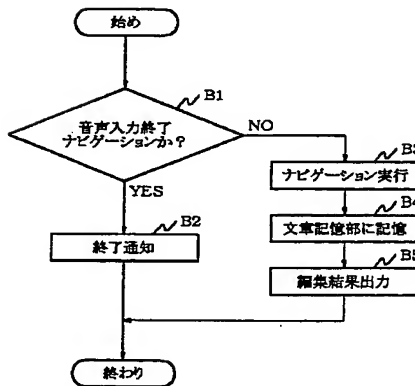 始め
B1
音声入力終了
ナビゲーションか？
NO
B3
ナビゲーション実行
YES
B4
B2
文章記憶部に記憶
終了通知
B5
編集結果出力
終わり